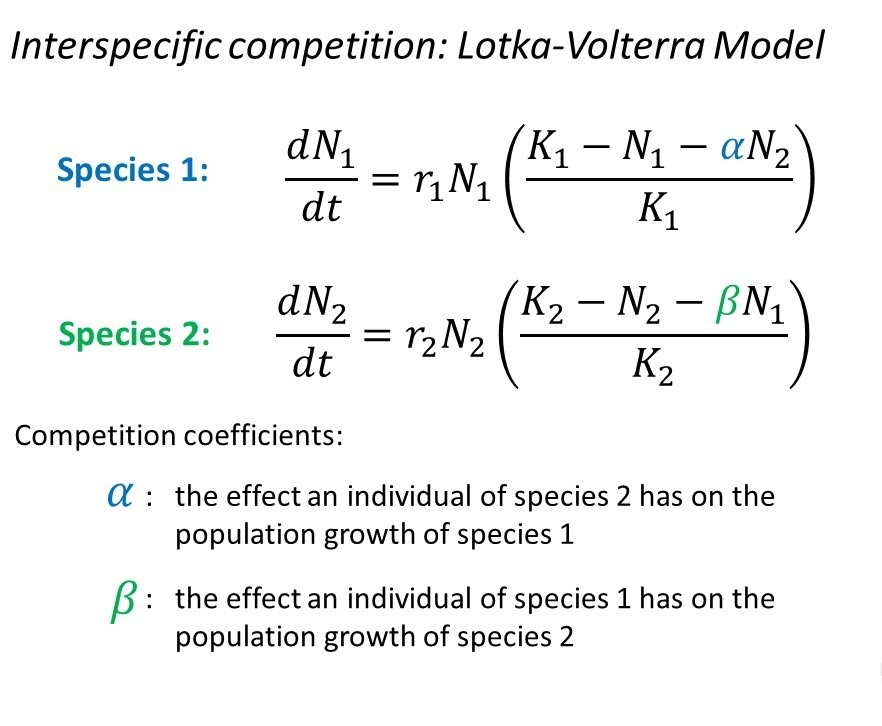 Interspecific competition: Lotka-Volterra Model
Species 1: dN₁/dt = r₁N₁ ((K₁ − N₁ − αN₂)/K₁)
Species 2: dN₂/dt = r₂N₂ ((K₂ − N₂ − βN₁)/K₂)
Competition coefficients:
α : the effect an individual of species 2 has on the
population growth of species 1
β : the effect an individual of species 1 has on the
population growth of species 2